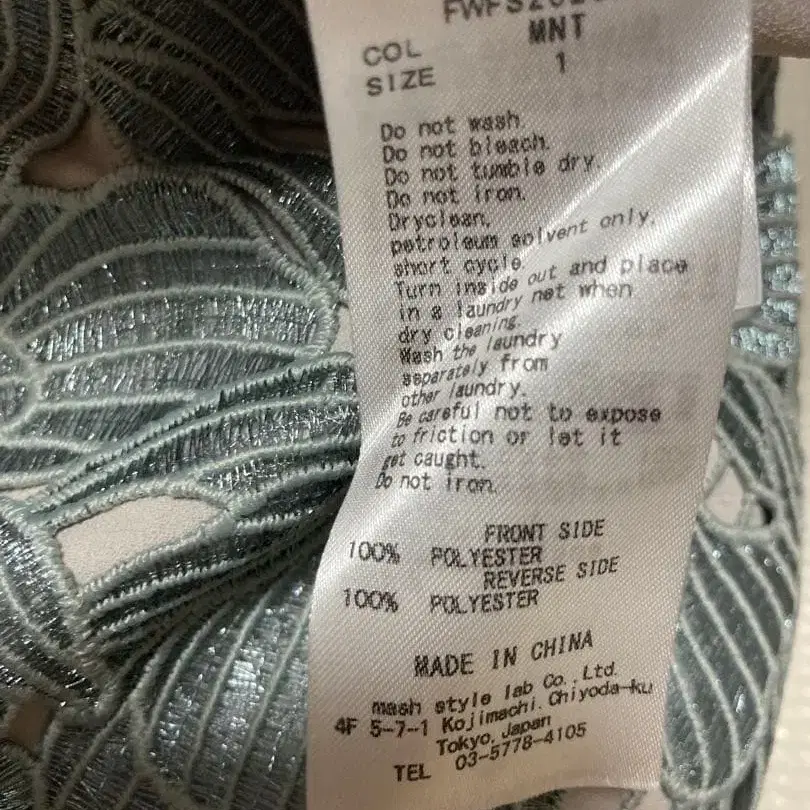 COL MNT
SIZE 1
Do not wash.
Do not bleach.
Do not tumble dry.
Do not iron.
Dryclean,
petroleum solvent only,
short cycle.
Turn inside out and place
in a laundry net when
dry cleaning.
Wash the laundry
separately from
other laundry.
Be careful not to expose
to friction or let it
get caught.
Do not iron.
FRONT SIDE
100% POLYESTER
REVERSE SIDE
100% POLYESTER
MADE IN CHINA
mash style lab Co., Ltd.
4F 5-7-1 Kojimachi, Chiyoda-ku
Tokyo, Japan
TEL 03-5778-4105